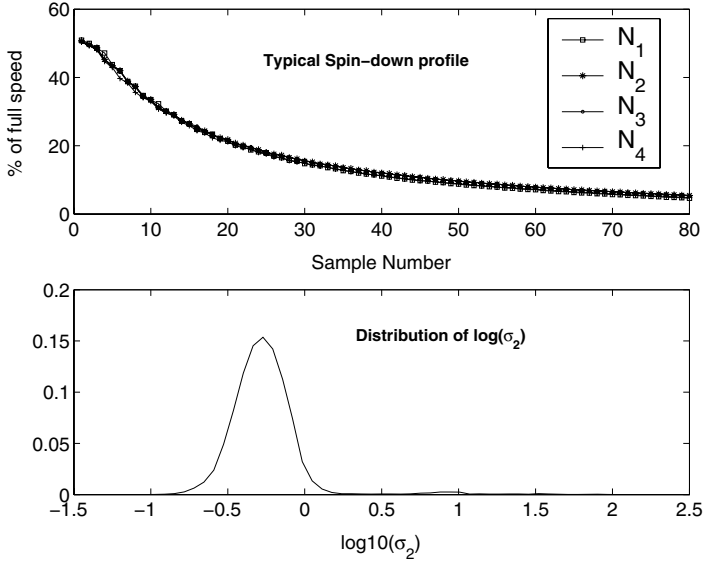 60
40
20
0
% of full speed
Typical Spin−down profile
N1
N2
N3
N4
0 10 20 30 40 50 60 70 80
Sample Number
0.2
0.15
0.1
0.05
0
Distribution of log(σ2)
−1.5 −1 −0.5 0 0.5 1 1.5 2 2.5
log10(σ2)